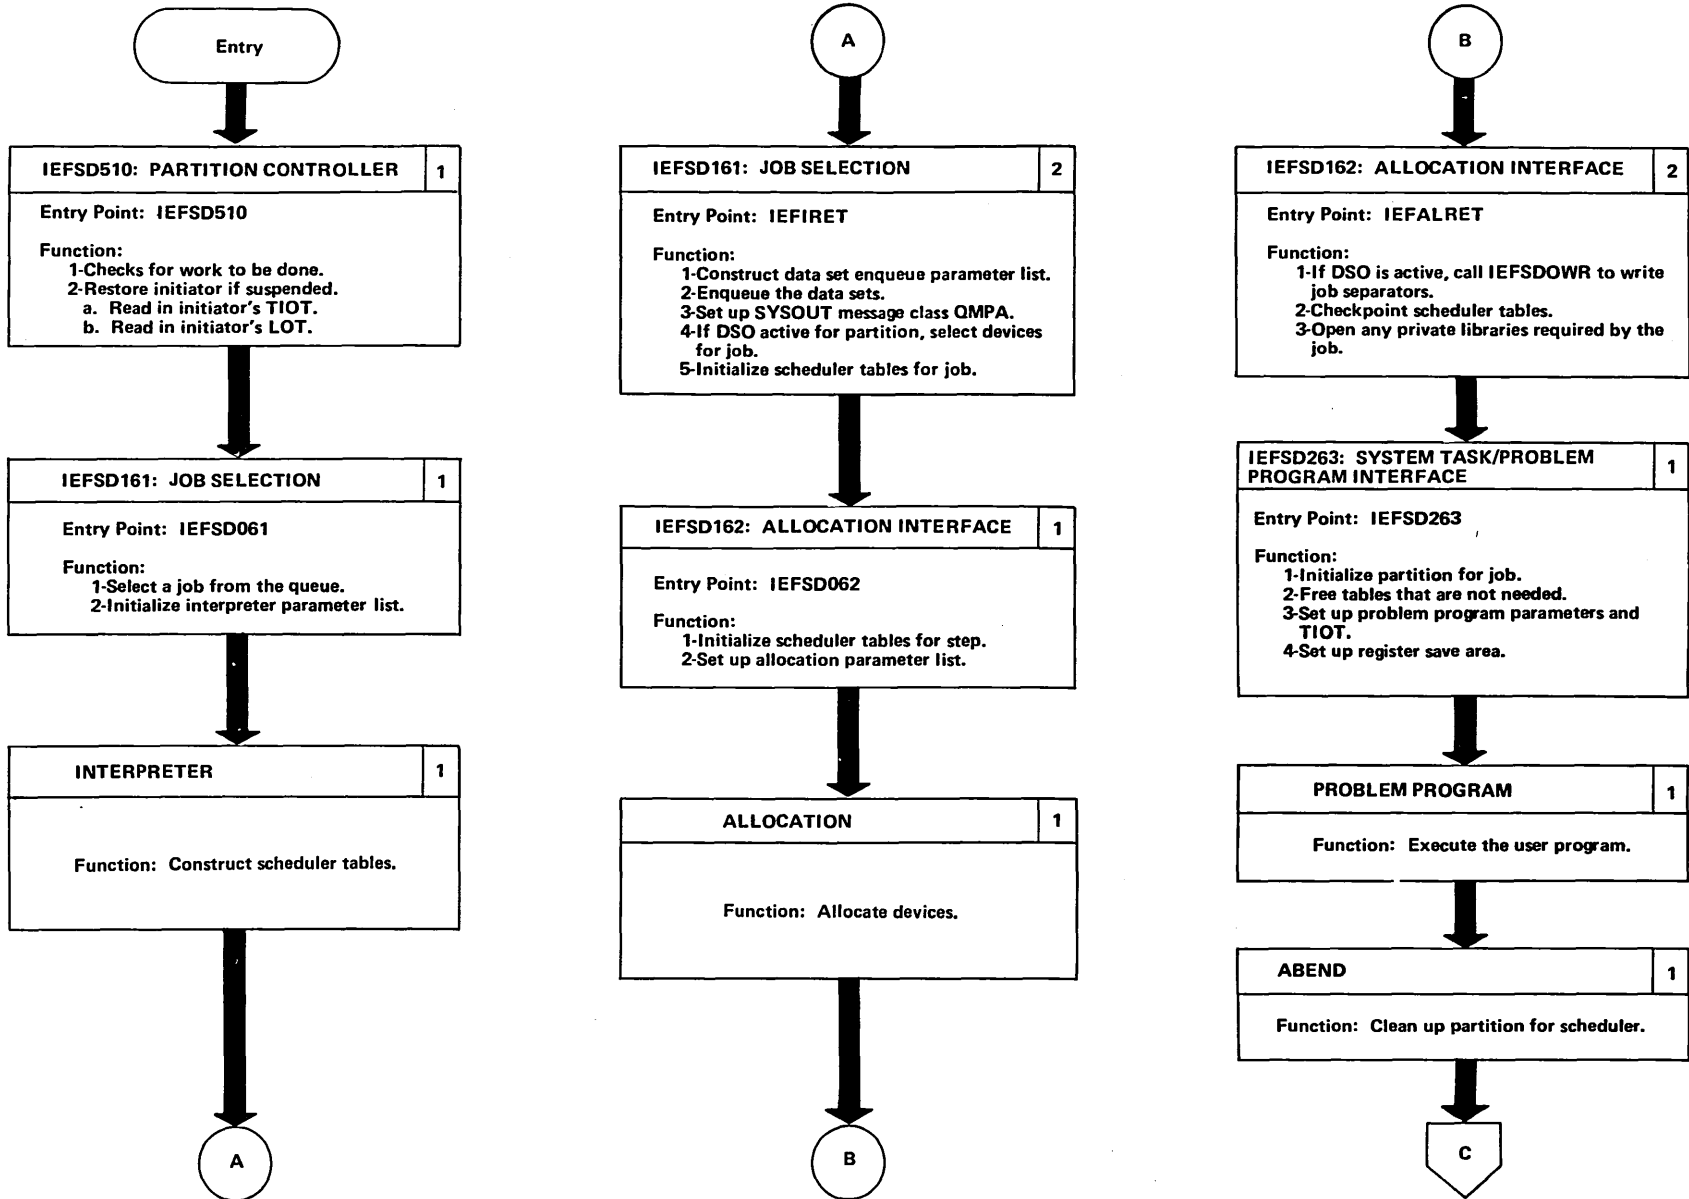 Entry
IEFSD510: PARTITION CONTROLLER 1
Entry Point: IEFSD510
Function:
1-Checks for work to be done.
2-Restore initiator if suspended.
a. Read in initiator's TIOT.
b. Read in initiator's LOT.
IEFSD161: JOB SELECTION 1
Entry Point: IEFSD061
Function:
1-Select a job from the queue.
2-Initialize interpreter parameter list.
INTERPRETER 1
Function: Construct scheduler tables.
A
A
IEFSD161: JOB SELECTION 2
Entry Point: IEFIRET
Function:
1-Construct data set enqueue parameter list.
2-Enqueue the data sets.
3-Set up SYSOUT message class QMPA.
4-If DSO active for partition, select devices
for job.
5-Initialize scheduler tables for job.
IEFSD162: ALLOCATION INTERFACE 1
Entry Point: IEFSD062
Function:
1-Initialize scheduler tables for step.
2-Set up allocation parameter list.
ALLOCATION 1
Function: Allocate devices.
B
B
IEFSD162: ALLOCATION INTERFACE 2
Entry Point: IEFALRET
Function:
1-If DSO is active, call IEFSDOWR to write
job separators.
2-Checkpoint scheduler tables.
3-Open any private libraries required by the
job.
IEFSD263: SYSTEM TASK/PROBLEM
PROGRAM INTERFACE 1
Entry Point: IEFSD263
Function:
1-Initialize partition for job.
2-Free tables that are not needed.
3-Set up problem program parameters and
TIOT.
4-Set up register save area.
PROBLEM PROGRAM 1
Function: Execute the user program.
ABEND 1
Function: Clean up partition for scheduler.
C